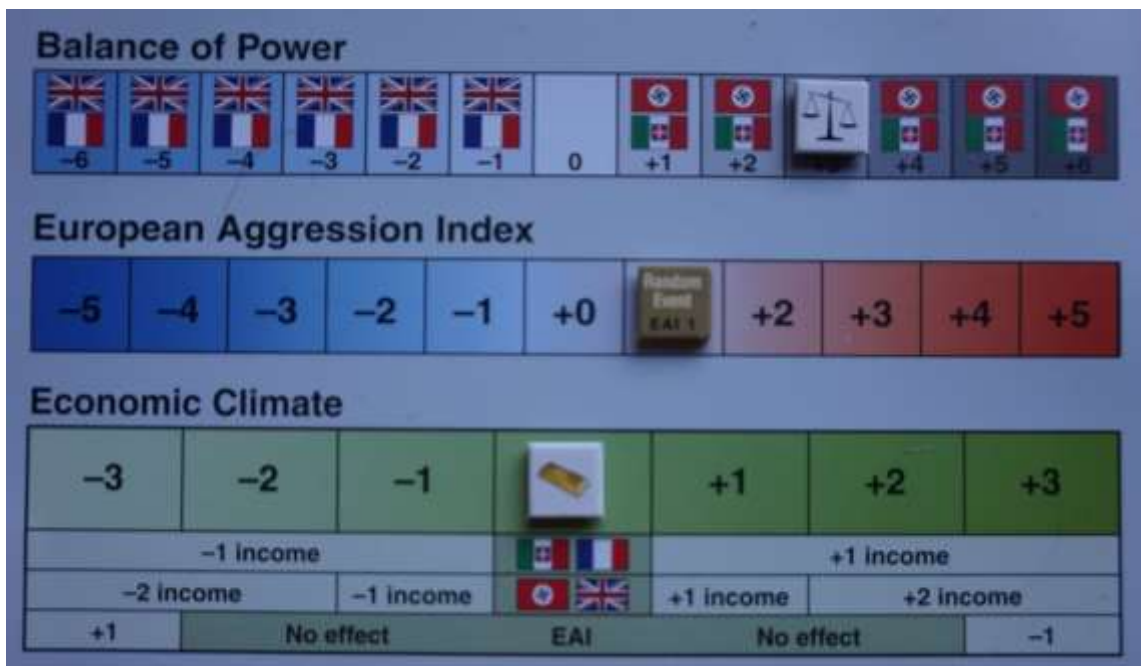 Balance of Power
–6 –5 –4 –3 –2 –1 0 +1 +2 +4 +5 +6
European Aggression Index
–5 –4 –3 –2 –1 +0 +2 +3 +4 +5
Random
Event
EAI 1
Economic Climate
–3 –2 –1 +1 +2 +3
–1 income +1 income
–2 income –1 income +1 income +2 income
+1 No effect EAI No effect –1